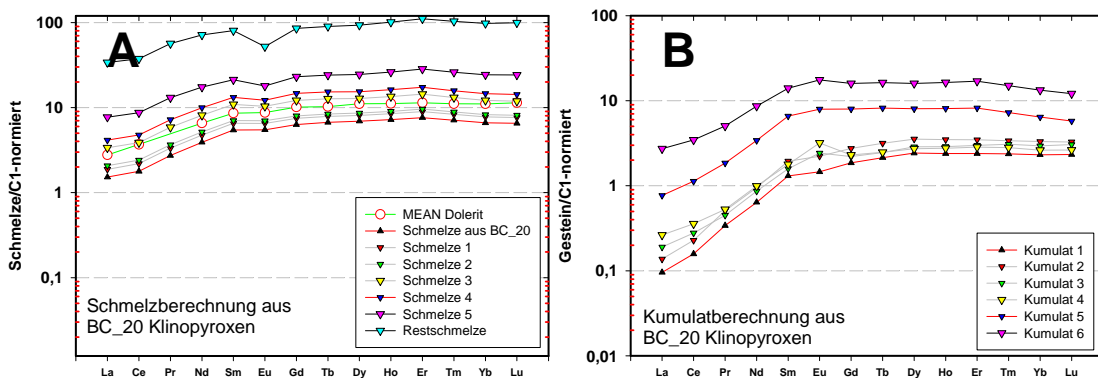 A
Schmelze/C1-normiert
100
10
1
0,1
La Ce Pr Nd Sm Eu Gd Tb Dy Ho Er Tm Yb Lu
Schmelzberechnung aus
BC_20 Klinopyroxen
MEAN Dolerit
Schmelze aus BC_20
Schmelze 1
Schmelze 2
Schmelze 3
Schmelze 4
Schmelze 5
Restschmelze
B
Gestein/C1-normiert
100
10
1
0,1
0,01
La Ce Pr Nd Sm Eu Gd Tb Dy Ho Er Tm Yb Lu
Kumulatberechnung aus
BC_20 Klinopyroxen
Kumulat 1
Kumulat 2
Kumulat 3
Kumulat 4
Kumulat 5
Kumulat 6